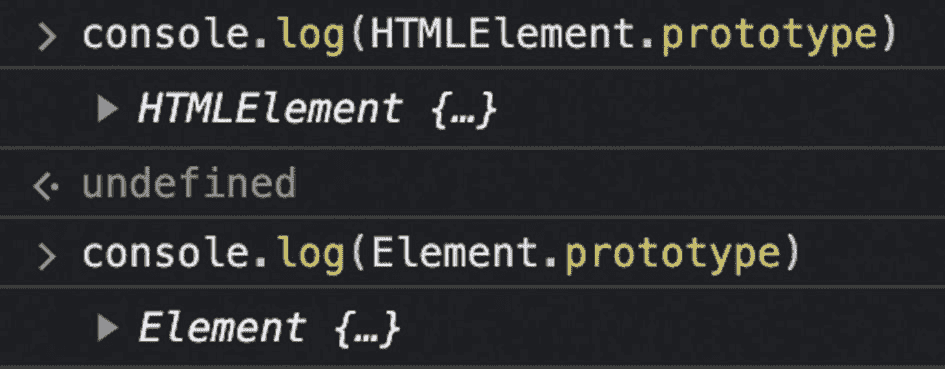 > console.log(HTMLElement.prototype)
▶ HTMLElement {…}
<· undefined
> console.log(Element.prototype)
▶ Element {…}